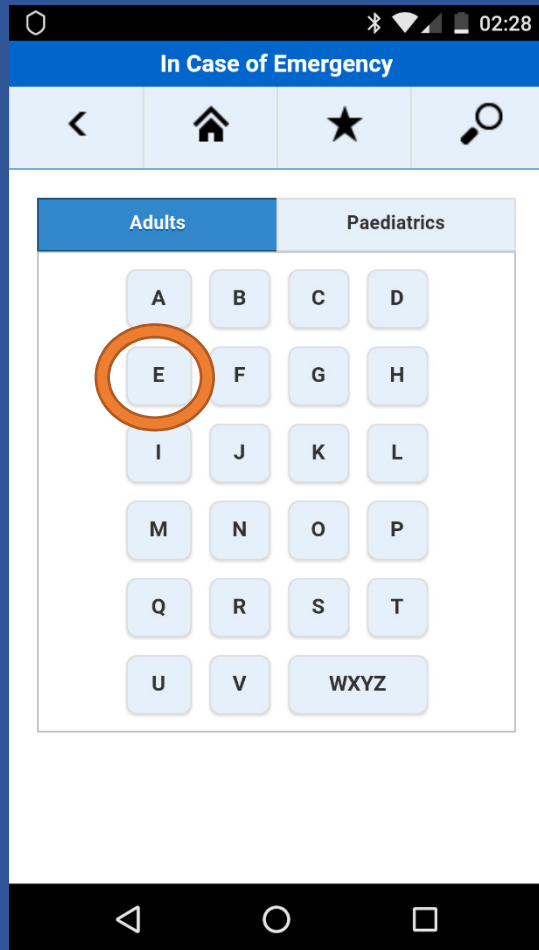 02:28
In Case of Emergency
Adults Paediatrics
A B C D
E F G H
I J K L
M N O P
Q R S T
U V WXYZ